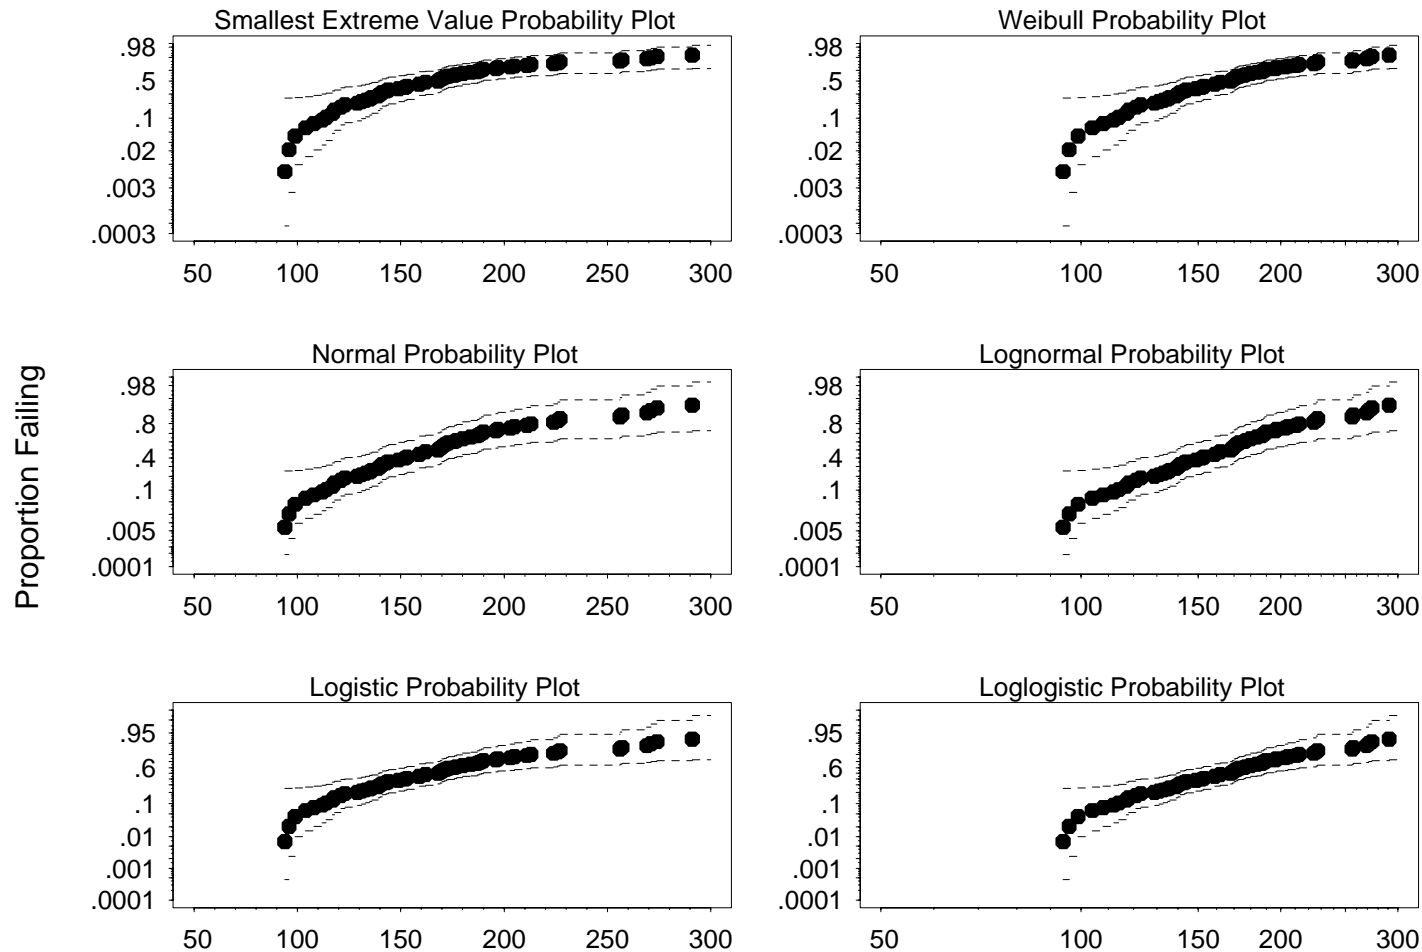 Smallest Extreme Value Probability Plot
.98
.5
.1
.02
.003
.0003
50 100 150 200 250 300
Weibull Probability Plot
.98
.5
.1
.02
.003
.0003
50 100 150 200 300
Proportion Failing
Normal Probability Plot
.98
.8
.4
.1
.005
.0001
50 100 150 200 250 300
Lognormal Probability Plot
.98
.8
.4
.1
.005
.0001
50 100 150 200 300
Logistic Probability Plot
.95
.6
.1
.01
.001
.0001
50 100 150 200 250 300
Loglogistic Probability Plot
.95
.6
.1
.01
.001
.0001
50 100 150 200 300